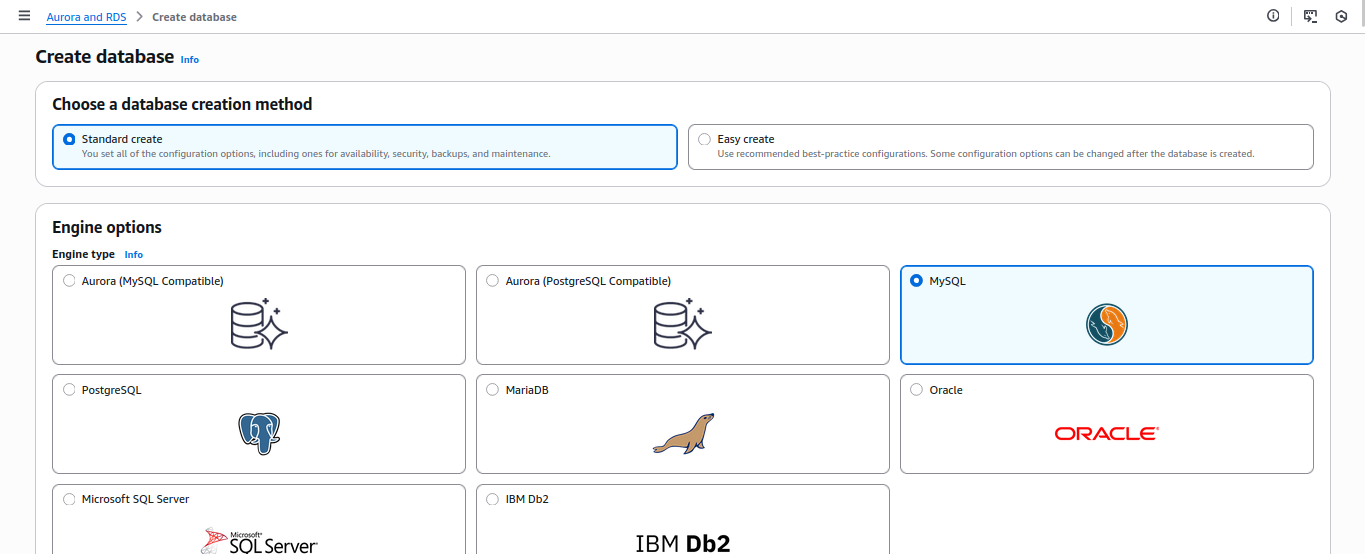 Aurora and RDS > Create database
Create database Info
Choose a database creation method
Standard create
You set all of the configuration options, including ones for availability, security, backups, and maintenance.
Easy create
Use recommended best-practice configurations. Some configuration options can be changed after the database is created.
Engine options
Engine type Info
Aurora (MySQL Compatible)
Aurora (PostgreSQL Compatible)
MySQL
PostgreSQL
MariaDB
Oracle
ORACLE
Microsoft SQL Server
Microsoft
SQL Server
IBM Db2
IBM Db2